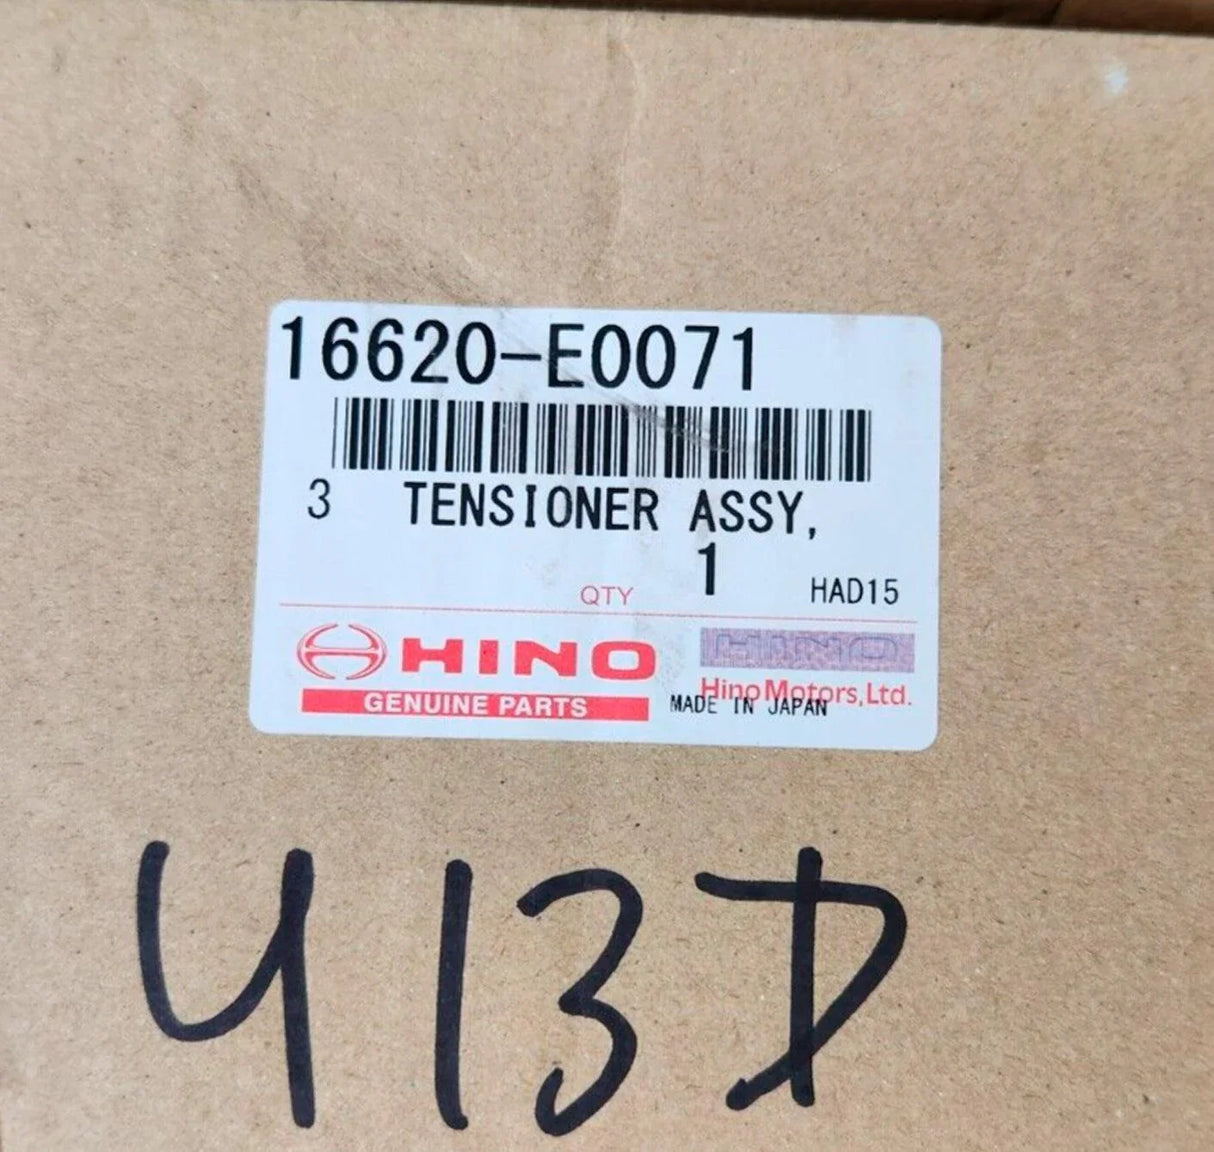 16620-E0071
3 TENSIONER ASSY,
QTY 1 HAD15
HINO HINO
GENUINE PARTS
Hino Motors, Ltd.
MADE IN JAPAN
413D